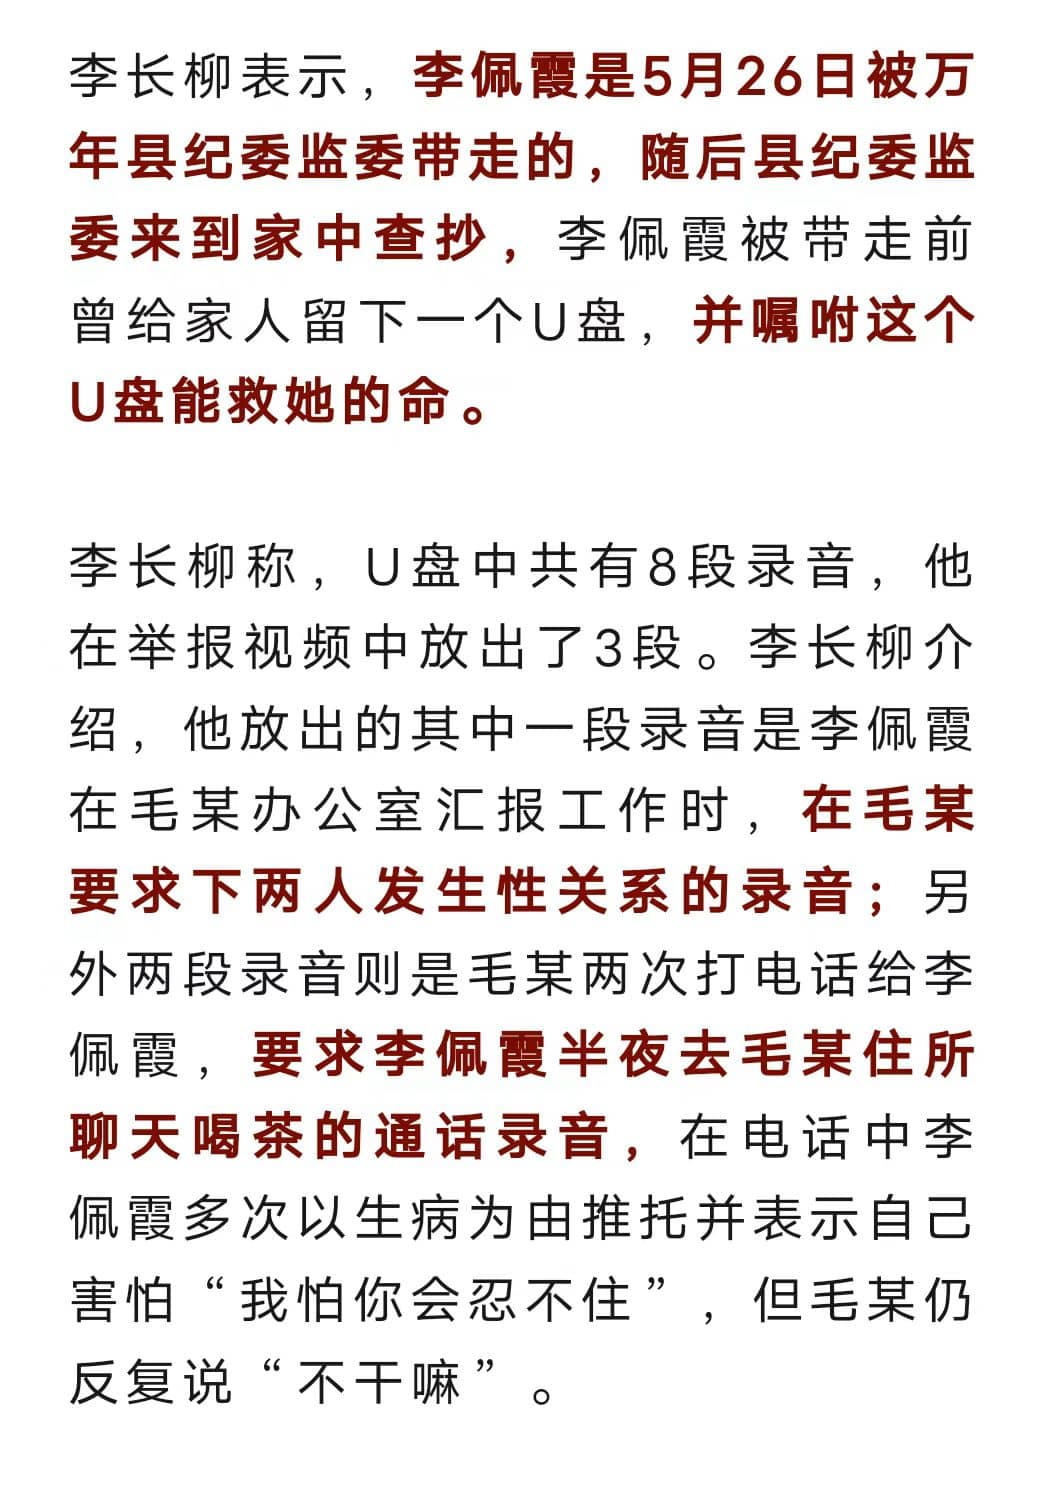 李长柳表示，李佩霞是5月26日被万
年县纪委监委带走的，随后县纪委监
委来到家中查抄，李佩霞被带走前
曾给家人留下一个U盘，并嘱咐这个
U盘能救她的命。
李长柳称，U盘中共有8段录音，他
在举报视频中放出了3段。李长柳介
绍，他放出的其中一段录音是李佩霞
在毛某办公室汇报工作时，在毛某
要求下两人发生性关系的录音；另
外两段录音则是毛某两次打电话给李
佩霞，要求李佩霞半夜去毛某住所
聊天喝茶的通话录音，在电话中李
佩霞多次以生病为由推托并表示自己
害怕“我怕你会忍不住”，但毛某仍
反复说“不干嘛”。